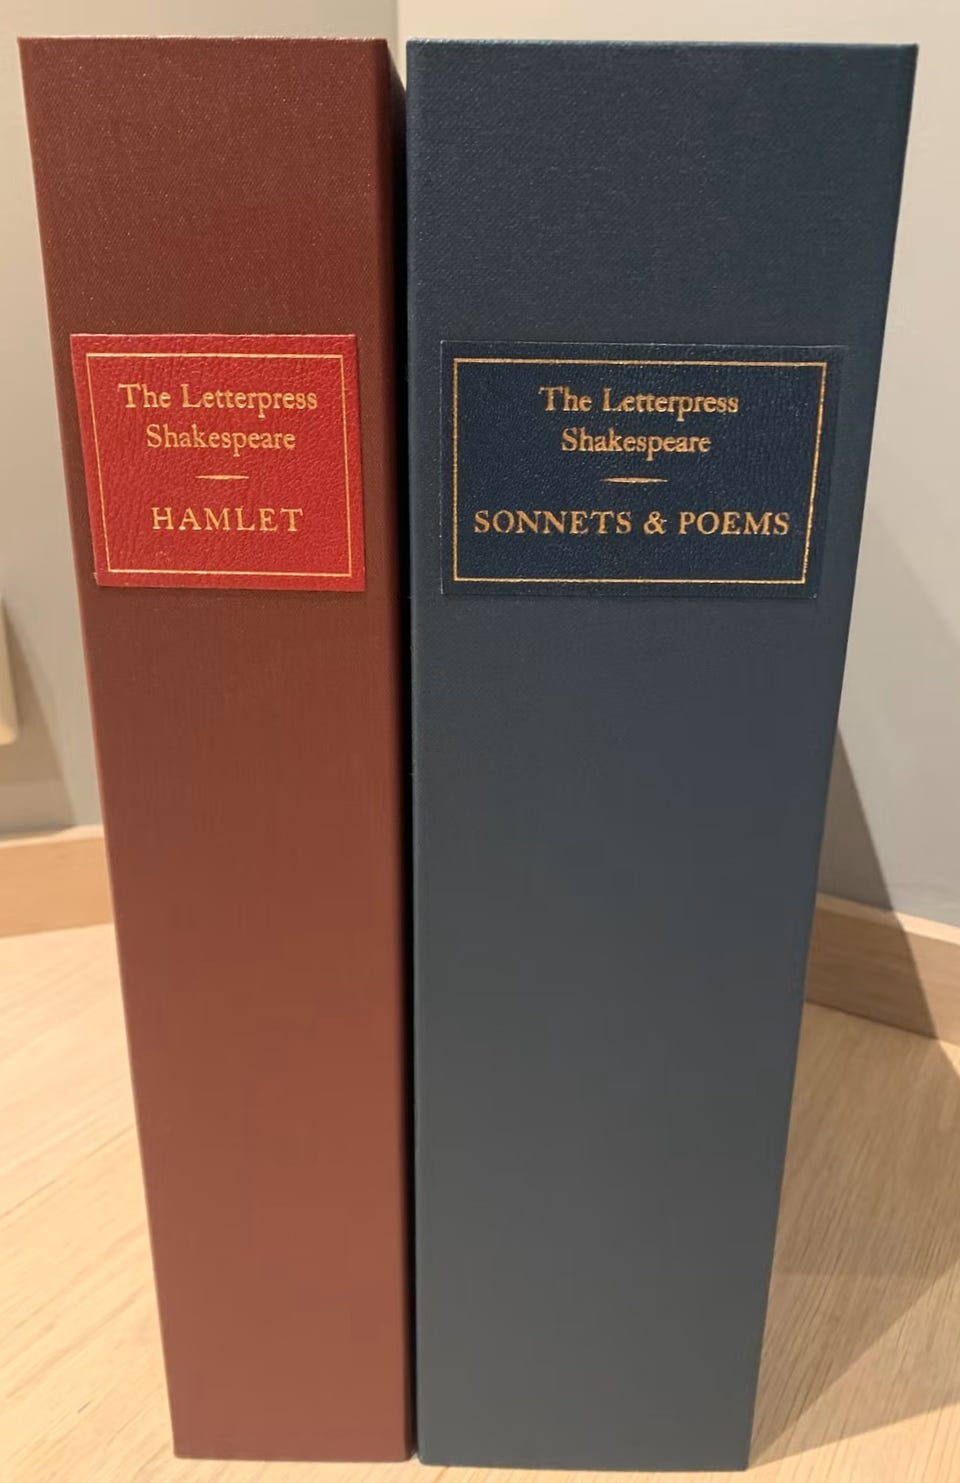 The Letterpress
Shakespeare
HAMLET
The Letterpress
Shakespeare
SONNETS & POEMS